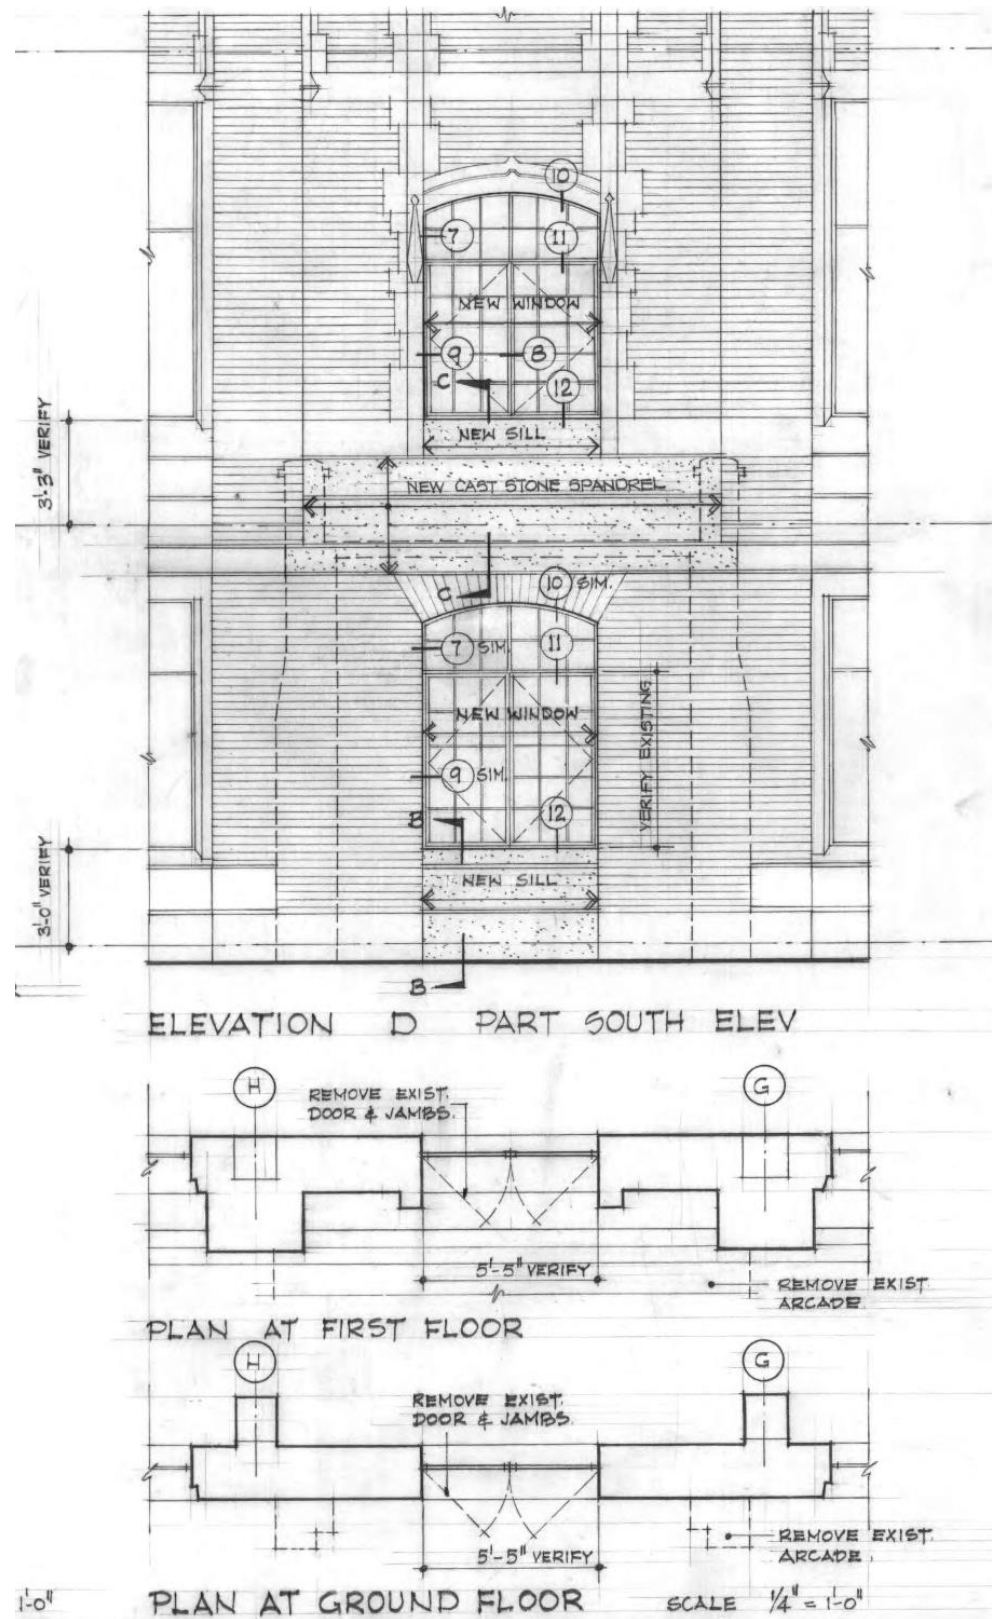 10
7
11
NEW WINDOW
9
8
C
12
3'-3" VERIFY
NEW SILL
NEW CAST STONE SPANDREL
C
10 SIM.
7 SIM.
11
NEW WINDOW
VERIFY EXISTING
9 SIM.
12
B
3'-0" VERIFY
NEW SILL
B
ELEVATION D PART SOUTH ELEV
H
G
REMOVE EXIST.
DOOR & JAMBS.
5'-5" VERIFY
REMOVE EXIST.
ARCADE.
PLAN AT FIRST FLOOR
H
G
REMOVE EXIST.
DOOR & JAMBS.
REMOVE EXIST.
ARCADE.
5'-5" VERIFY
1'-0"
PLAN AT GROUND FLOOR
SCALE 1/4" = 1'-0"